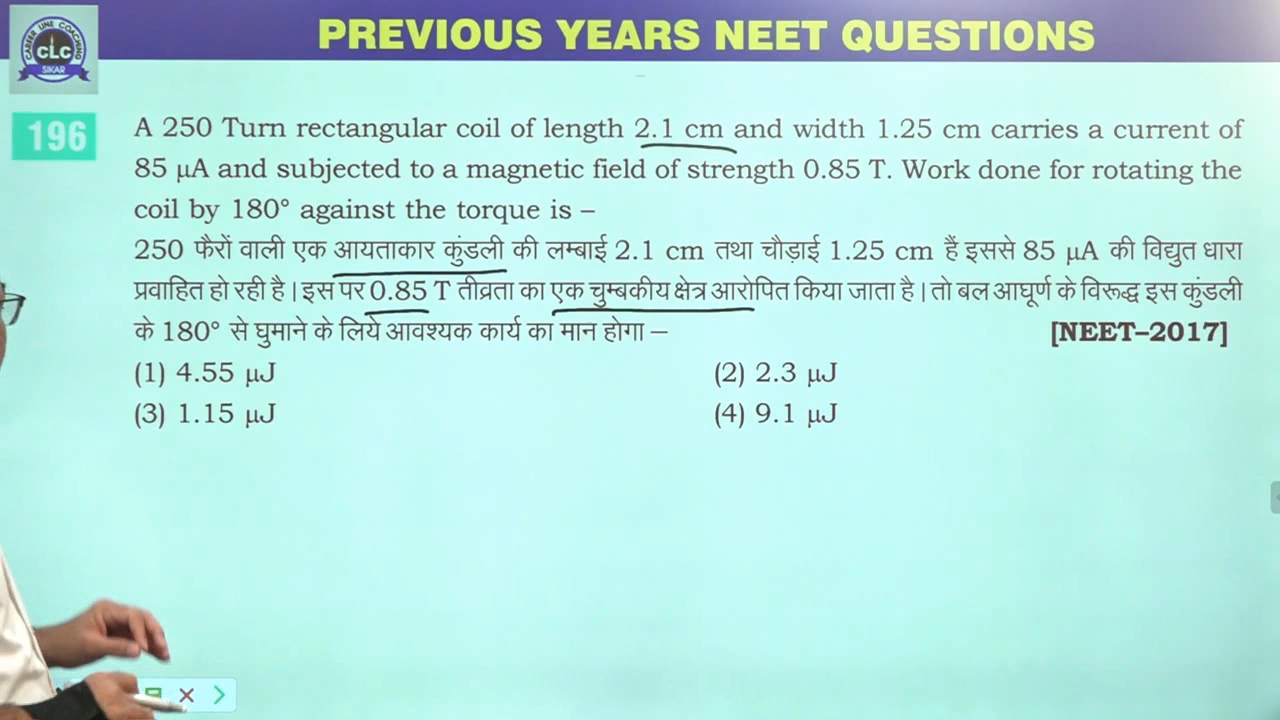 PREVIOUS YEARS NEET QUESTIONS
CAREER LINE COACHING
CLC
SIKAR
196
A 250 Turn rectangular coil of length 2.1 cm and width 1.25 cm carries a current of
85 μA and subjected to a magnetic field of strength 0.85 T. Work done for rotating the
coil by 180° against the torque is –
250 फैरों वाली एक आयताकार कुंडली की लम्बाई 2.1 cm तथा चौड़ाई 1.25 cm हैं इससे 85 μA की विद्युत धारा
प्रवाहित हो रही है। इस पर 0.85 T तीव्रता का एक चुम्बकीय क्षेत्र आरोपित किया जाता है। तो बल आघूर्ण के विरूद्ध इस कुंडली
के 180° से घुमाने के लिये आवश्यक कार्य का मान होगा –
[NEET–2017]
(1) 4.55 μJ
(2) 2.3 μJ
(3) 1.15 μJ
(4) 9.1 μJ